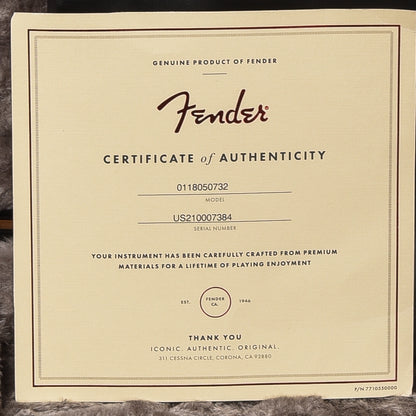 GENUINE PRODUCT OF FENDER
Fender®
CERTIFICATE of AUTHENTICITY
0118050732
MODEL
US210007384
SERIAL NUMBER
YOUR INSTRUMENT HAS BEEN CAREFULLY CRAFTED FROM PREMIUM
MATERIALS FOR A LIFETIME OF PLAYING ENJOYMENT
EST. FENDER CA. 1946
THANK YOU
ICONIC. AUTHENTIC. ORIGINAL.
311 CESSNA CIRCLE, CORONA, CA 92880
P/N 7710550000